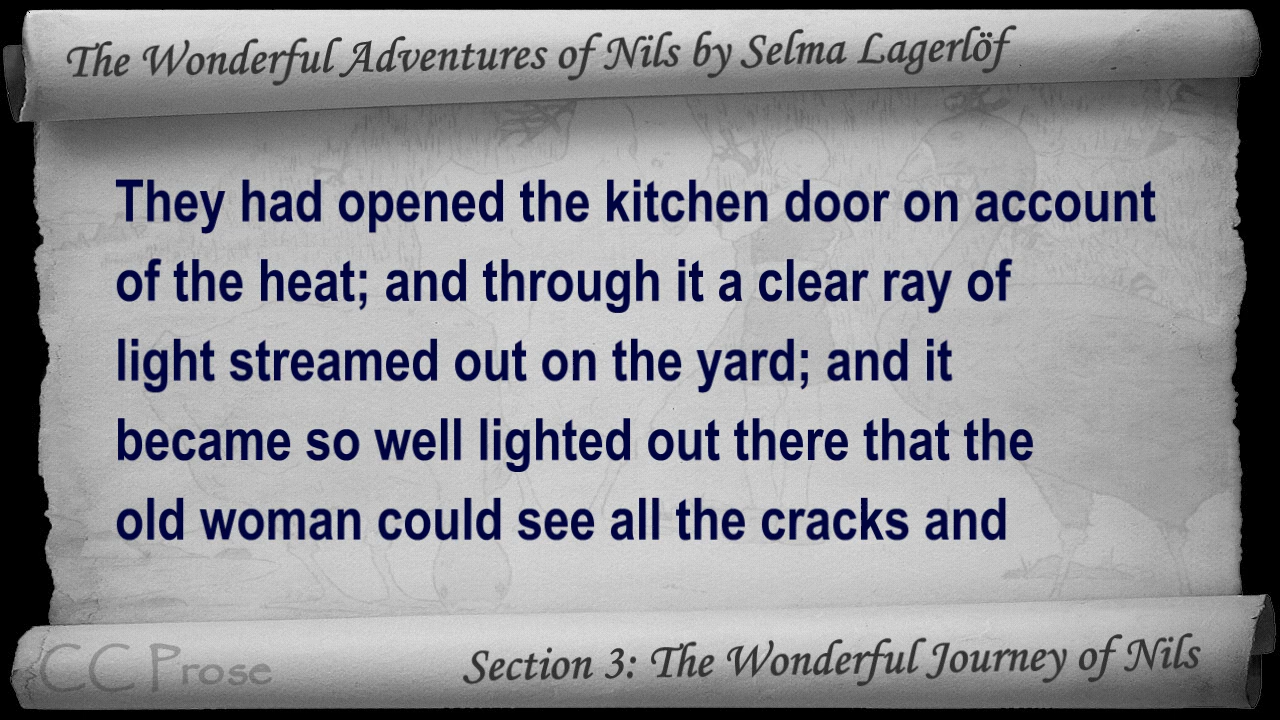 The Wonderful Adventures of Nils by Selma Lagerlöf
They had opened the kitchen door on account
of the heat; and through it a clear ray of
light streamed out on the yard; and it
became so well lighted out there that the
old woman could see all the cracks and
CC Prose
Section 3: The Wonderful Journey of Nils